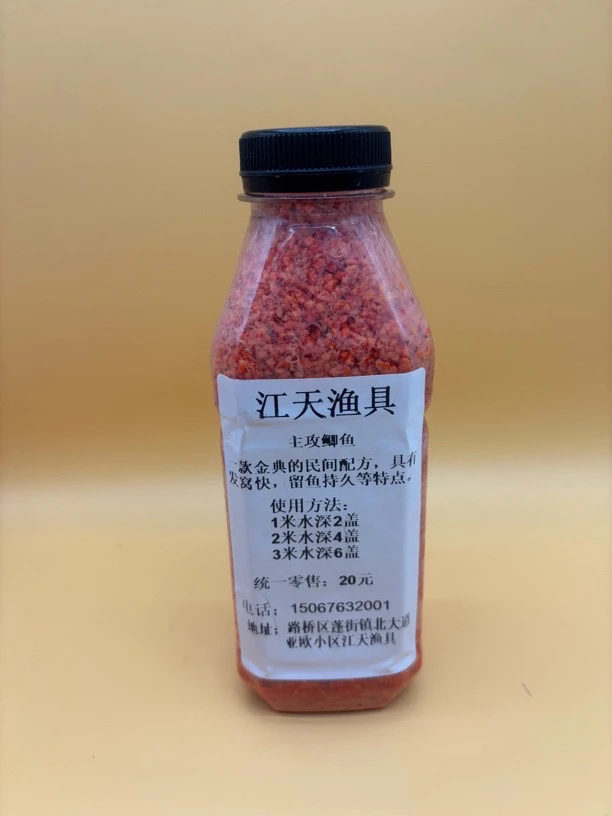 江天渔具
主攻鲫鱼
一款金典的民间配方，具有
发窝快，留鱼持久等特点。
使用方法：
1米水深2盖
2米水深4盖
3米水深6盖
统一零售：20元
电话：15067632001
地址：路桥区蓬街镇北大道
亚欧小区江天渔具